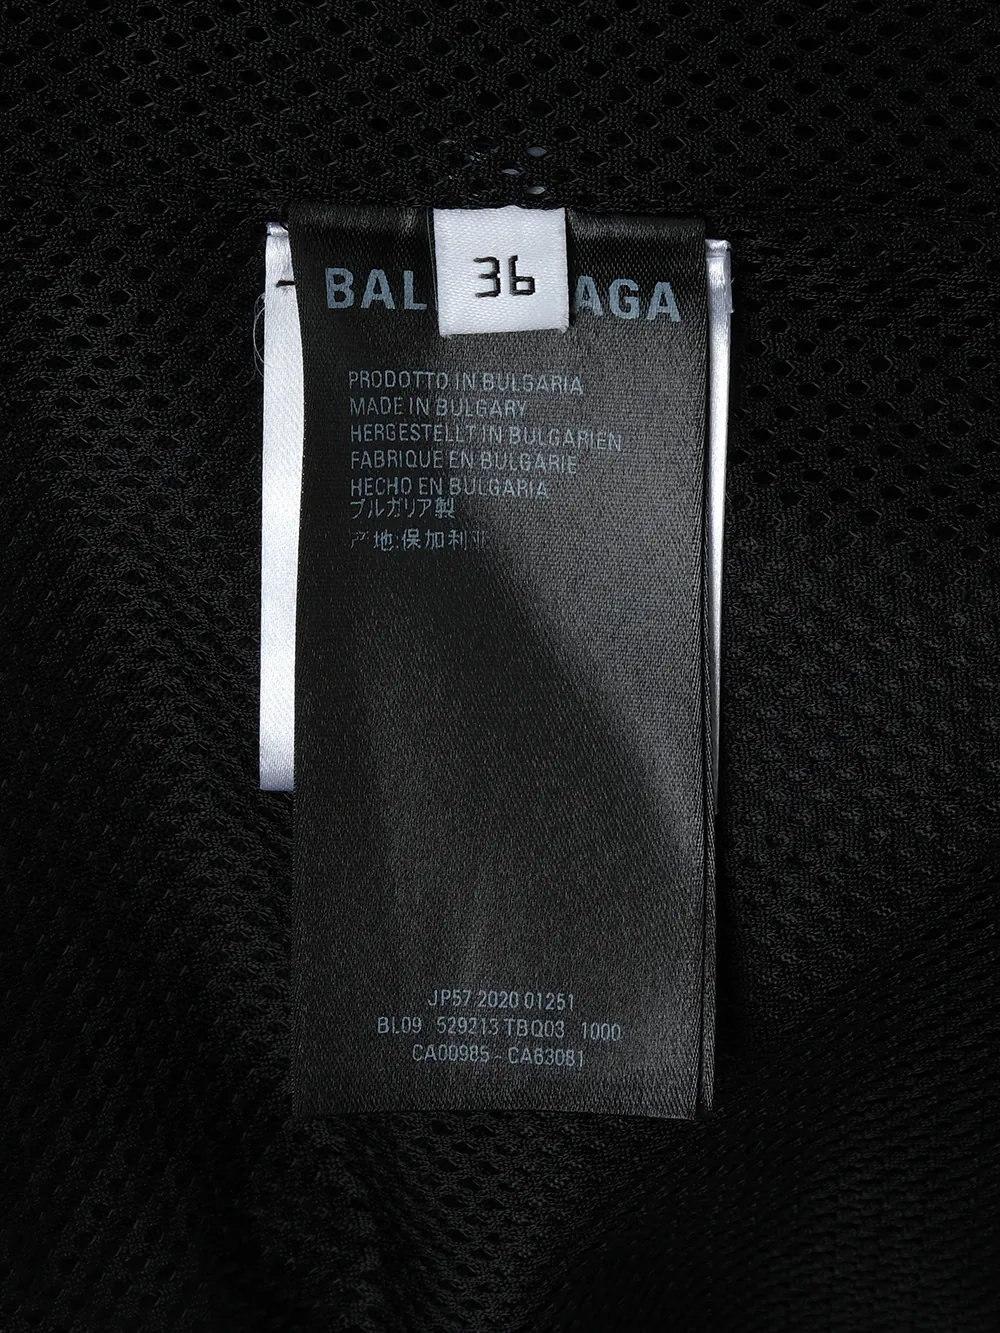 36
BAL AGA
PRODOTTO IN BULGARIA
MADE IN BULGARY
HERGESTELLT IN BULGARIEN
FABRIQUE EN BULGARIE
HECHO EN BULGARIA
ブルガリア製
产地:保加利亚
JP57 2020 01251
BL09 529213 TBQ03 1000
CA00985 - CA63081